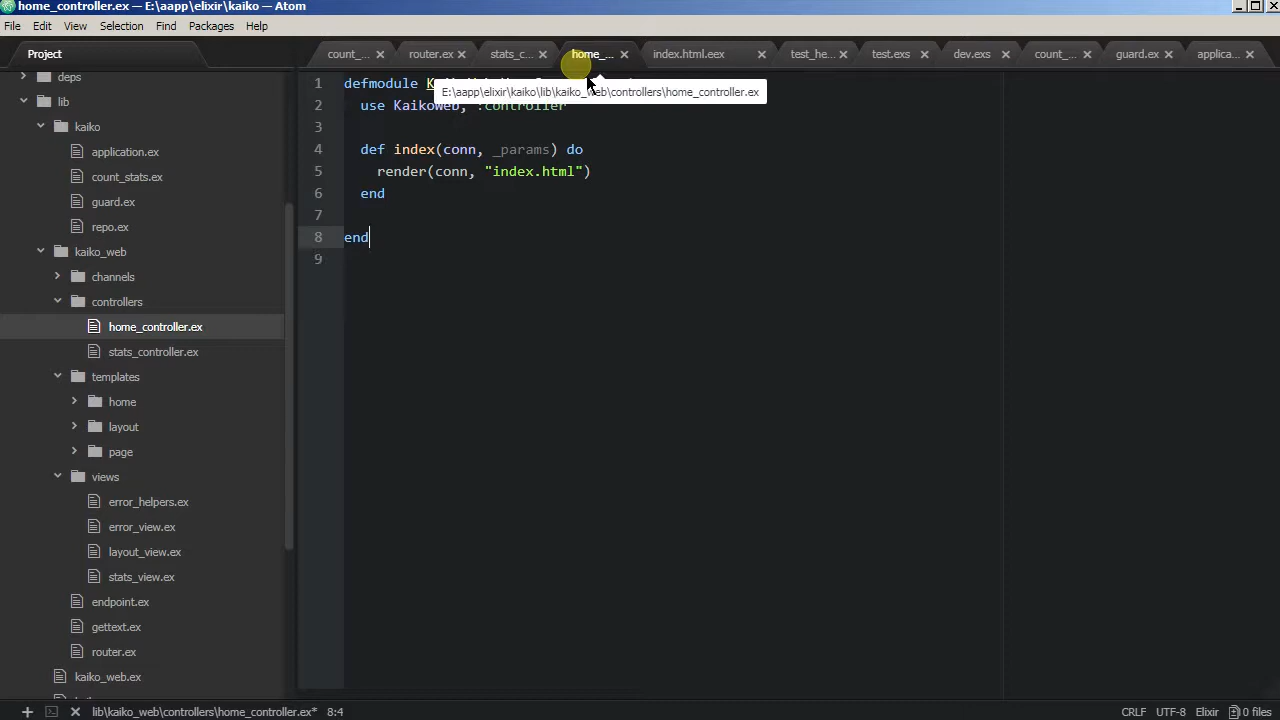 home_controller.ex — E:\aapp\elixir\kaiko — Atom
File Edit View Selection Find Packages Help
Project
count_... router.ex stats_c... home_... index.html.eex test_he... test.exs dev.exs count_... guard.ex applica...
deps
lib
kaiko
application.ex
count_stats.ex
guard.ex
repo.ex
kaiko_web
channels
controllers
home_controller.ex
stats_controller.ex
templates
home
layout
page
views
error_helpers.ex
error_view.ex
layout_view.ex
stats_view.ex
endpoint.ex
gettext.ex
router.ex
kaiko_web.ex
1 defmodule
E:\aapp\elixir\kaiko\lib\kaiko_web\controllers\home_controller.ex
2 use KaikoWeb, :controller
3
4 def index(conn, _params) do
5 render(conn, "index.html")
6 end
7
8 end
9
lib\kaiko_web\controllers\home_controller.ex* 8:4 CRLF UTF-8 Elixir 0 files